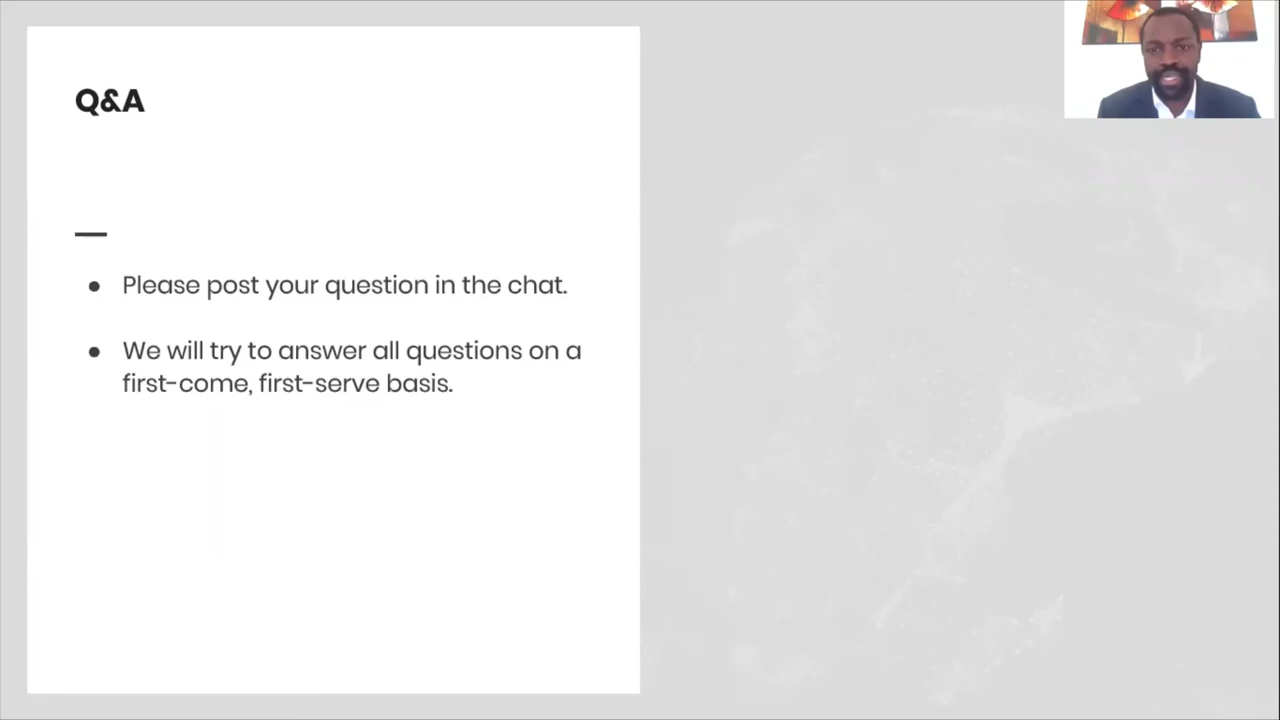 Q&A
● Please post your question in the chat.
● We will try to answer all questions on a
first-come, first-serve basis.